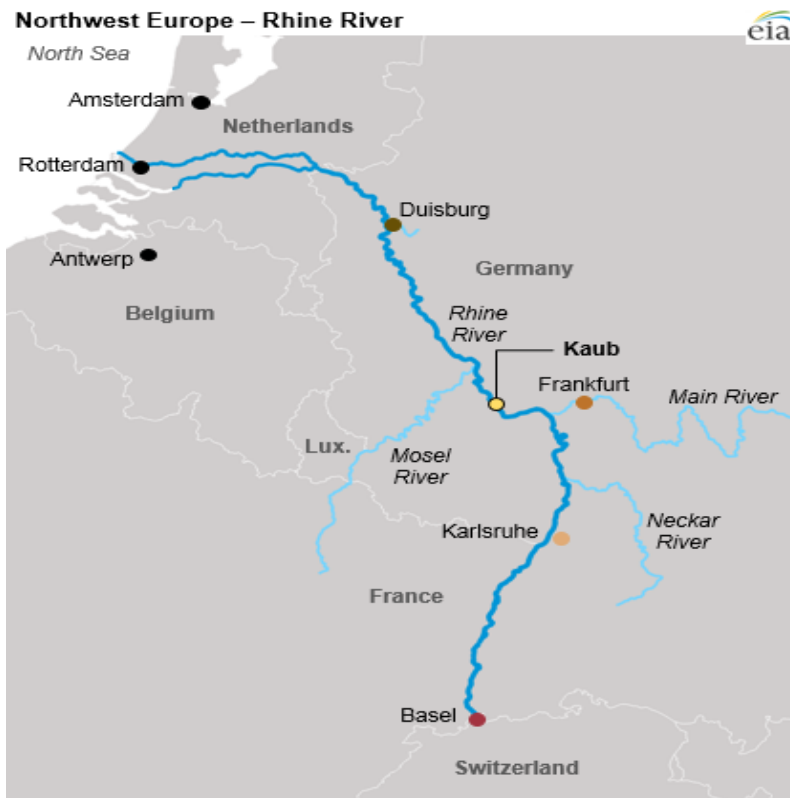 Northwest Europe – Rhine River
eia
North Sea
Amsterdam
Netherlands
Rotterdam
Duisburg
Antwerp
Germany
Belgium
Rhine
River
Kaub
Frankfurt
Main River
Lux.
Mosel
River
Neckar
River
Karlsruhe
France
Basel
Switzerland